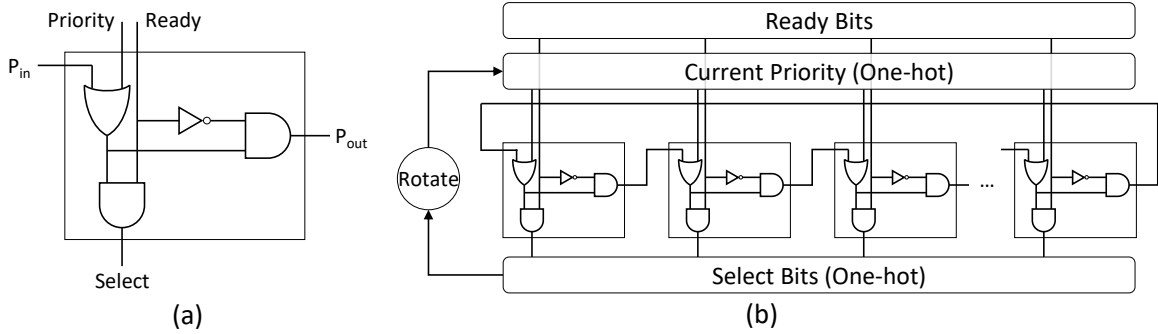 Priority Ready
P_in
P_out
Select
(a)
Ready Bits
Current Priority (One-hot)
Rotate
...
Select Bits (One-hot)
(b)